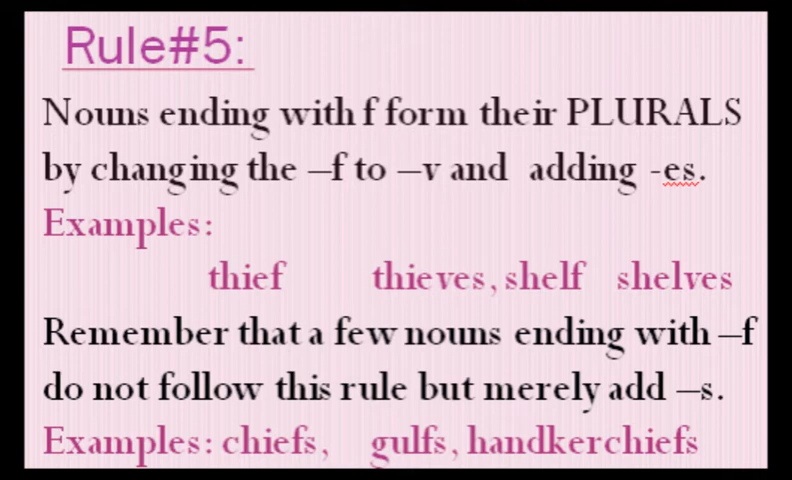 Rule#5:
Nouns ending with f form their PLURALS
by changing the –f to –v and adding -es.
Examples:
thief thieves, shelf shelves
Remember that a few nouns ending with –f
do not follow this rule but merely add –s.
Examples: chiefs, gulfs, handkerchiefs